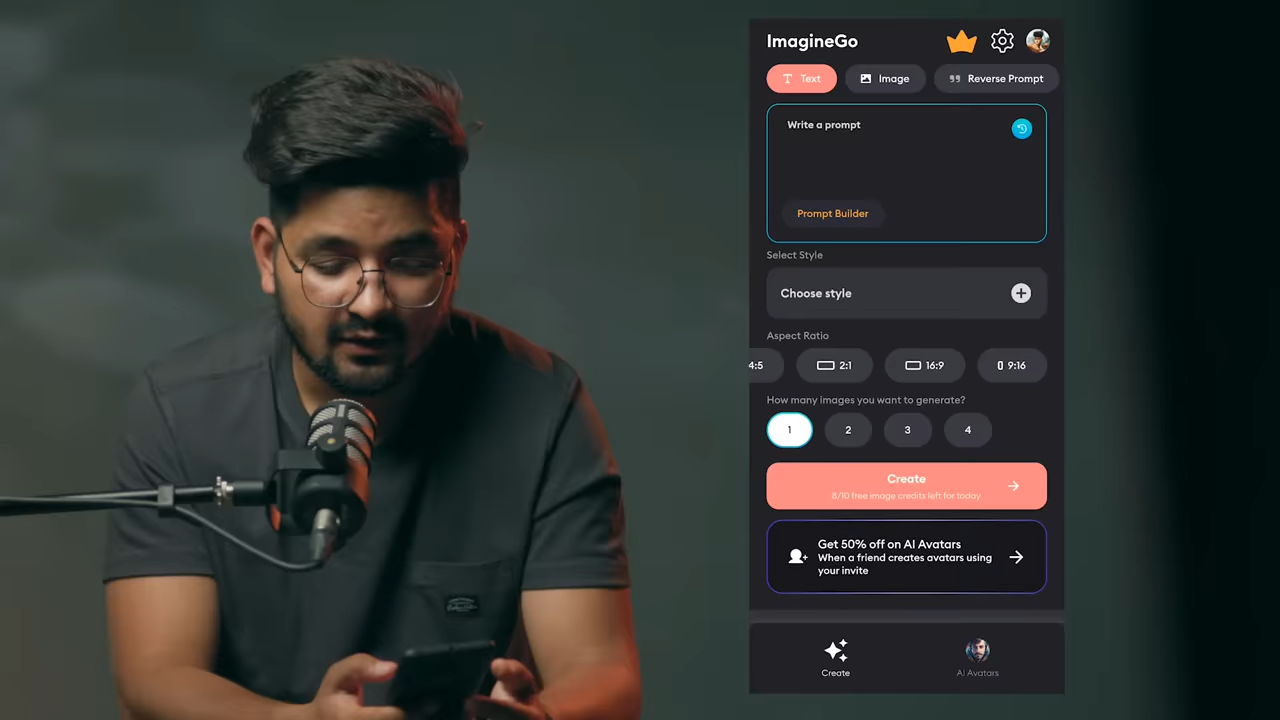 ImagineGo
Text
Image
Reverse Prompt
Write a prompt
Prompt Builder
Select Style
Choose style
Aspect Ratio
4:5
2:1
16:9
9:16
How many images you want to generate?
1
2
3
4
Create
8/10 free image credits left for today
Get 50% off on AI Avatars
When a friend creates avatars using
your invite
Create
AI Avatars